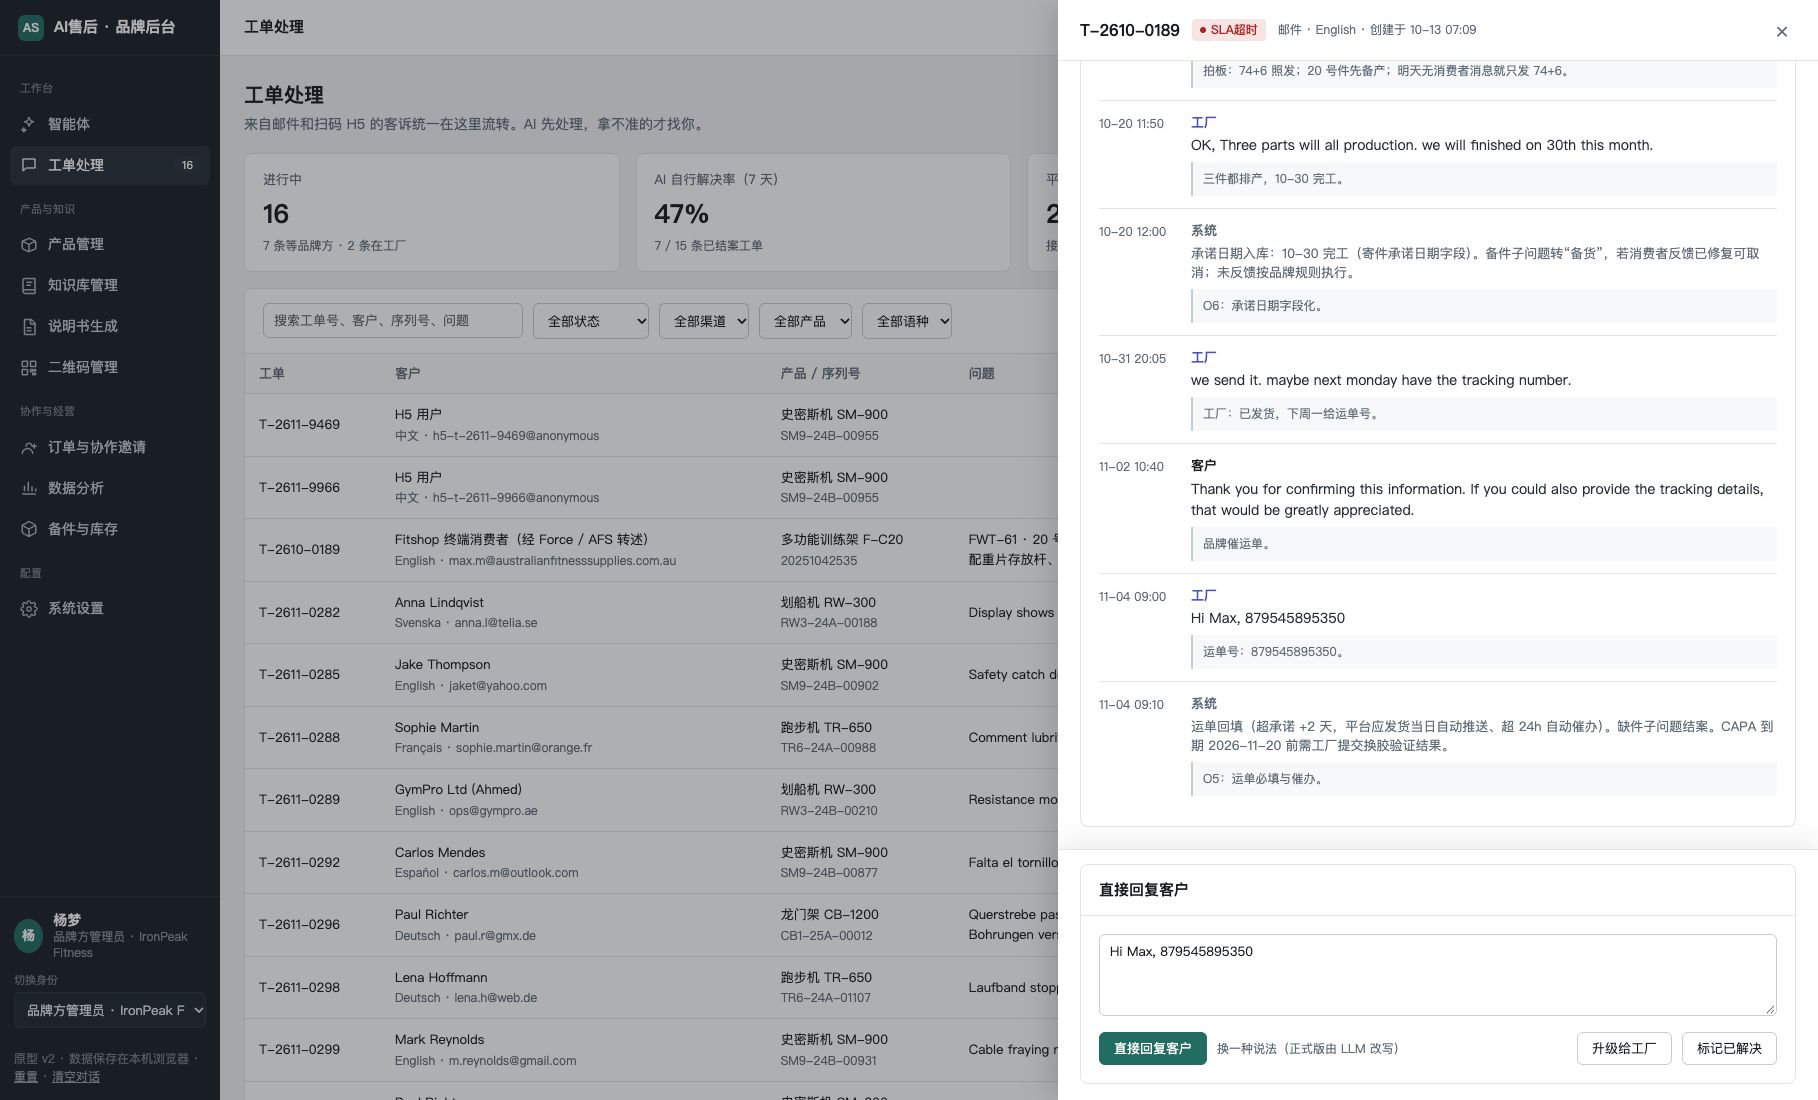 AS AI售后 · 品牌后台
工作台
智能体
工单处理 16
产品与知识
产品管理
知识库管理
说明书生成
二维码管理
协作与经营
订单与协作邀请
数据分析
备件与库存
配置
系统设置
杨
杨梦
品牌方管理员 · IronPeak
Fitness
切换身份
品牌方管理员 · IronPeak F
原型 v2 · 数据保存在本机浏览器 ·
重置 · 清空对话
工单处理
工单处理
来自邮件和扫码 H5 的客诉统一在这里流转。AI 先处理，拿不准的才找你。
进行中
16
7 条等品牌方 · 2 条在工厂
AI 自行解决率（7 天）
47%
7 / 15 条已结案工单
平
2
接
搜索工单号、客户、序列号、问题 全部状态 全部渠道 全部产品 全部语种
工单 客户 产品 / 序列号 问题
T-2611-9469
H5 用户
中文 · h5-t-2611-9469@anonymous
史密斯机 SM-900
SM9-24B-00955
T-2611-9966
H5 用户
中文 · h5-t-2611-9966@anonymous
史密斯机 SM-900
SM9-24B-00955
T-2610-0189
Fitshop 终端消费者（经 Force / AFS 转述）
English · max.m@australianfitnesssupplies.com.au
多功能训练架 F-C20
20251042535
FWT-61 · 20
配重片存放杆、
T-2611-0282
Anna Lindqvist
Svenska · anna.l@telia.se
划船机 RW-300
RW3-24A-00188
Display shows
T-2611-0285
Jake Thompson
English · jaket@yahoo.com
史密斯机 SM-900
SM9-24B-00902
Safety catch d
T-2611-0288
Sophie Martin
Français · sophie.martin@orange.fr
跑步机 TR-650
TR6-24A-00988
Comment lubri
T-2611-0289
GymPro Ltd (Ahmed)
English · ops@gympro.ae
划船机 RW-300
RW3-24B-00210
Resistance mo
T-2611-0292
Carlos Mendes
Español · carlos.m@outlook.com
史密斯机 SM-900
SM9-24B-00877
Falta el tornillo
T-2611-0296
Paul Richter
Deutsch · paul.r@gmx.de
龙门架 CB-1200
CB1-25A-00012
Querstrebe pas
Bohrungen vers
T-2611-0298
Lena Hoffmann
Deutsch · lena.h@web.de
跑步机 TR-650
TR6-24A-01107
Laufband stopp
T-2611-0299
Mark Reynolds
English · m.reynolds@gmail.com
史密斯机 SM-900
SM9-24B-00931
Cable fraying
T-2610-0189 SLA超时 邮件 · English · 创建于 10-13 07:09 ×
拍板：74+6 照发；20 号件先备产；明天无消费者消息就只发 74+6。
10-20 11:50 工厂
OK, Three parts will all production. we will finished on 30th this month.
三件都排产，10-30 完工。
10-20 12:00 系统
承诺日期入库：10-30 完工（寄件承诺日期字段）。备件子问题转“备货”，若消费者反馈已修复可取
消；未反馈按品牌规则执行。
O6：承诺日期字段化。
10-31 20:05 工厂
we send it. maybe next monday have the tracking number.
工厂：已发货，下周一给运单号。
11-02 10:40 客户
Thank you for confirming this information. If you could also provide the tracking details,
that would be greatly appreciated.
品牌催运单。
11-04 09:00 工厂
Hi Max, 879545895350
运单号：879545895350。
11-04 09:10 系统
运单回填（超承诺 +2 天，平台应发货当日自动推送、超 24h 自动催办）。缺件子问题结案。CAPA 到
期 2026-11-20 前需工厂提交换胶验证结果。
O5：运单必填与催办。
直接回复客户
Hi Max, 879545895350
直接回复客户 换一种说法（正式版由 LLM 改写） 升级给工厂 标记已解决